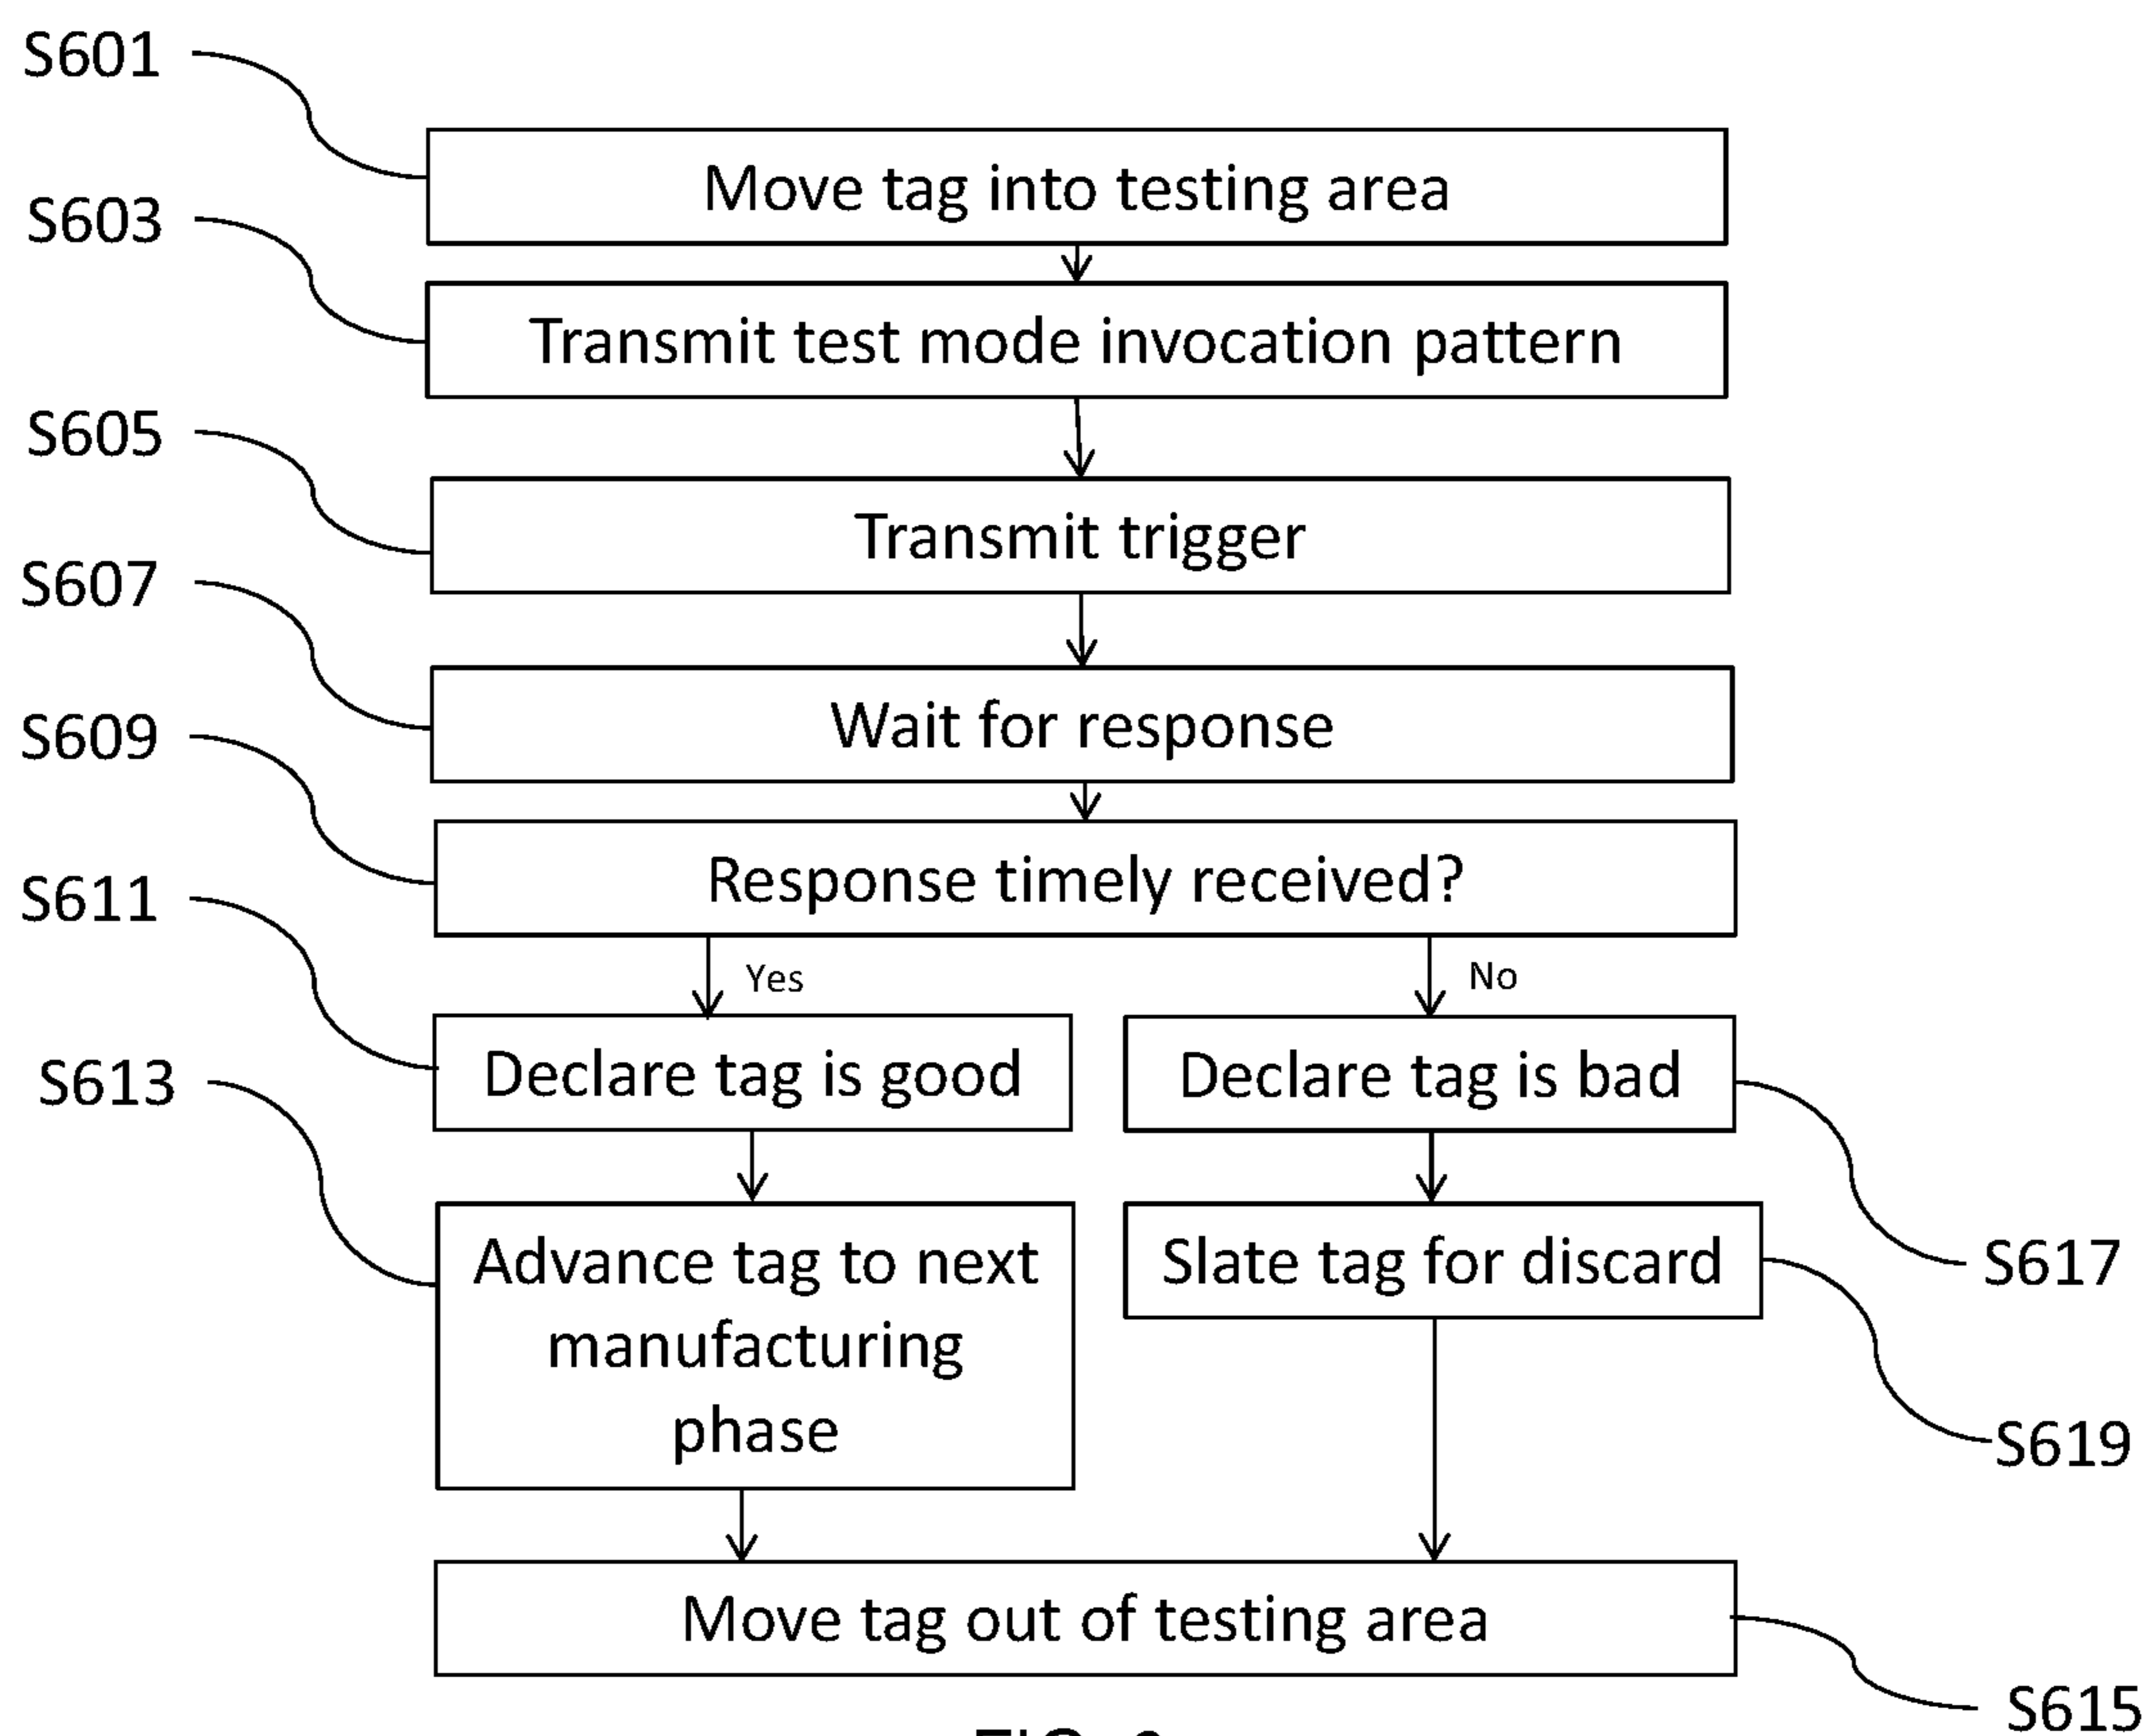 S601
Move tag into testing area
S603
Transmit test mode invocation pattern
S605
Transmit trigger
S607
Wait for response
S609
Response timely received?
S611
Yes
No
Declare tag is good
Declare tag is bad
S613
Advance tag to next
manufacturing
phase
Slate tag for discard
S617
S619
Move tag out of testing area
S615